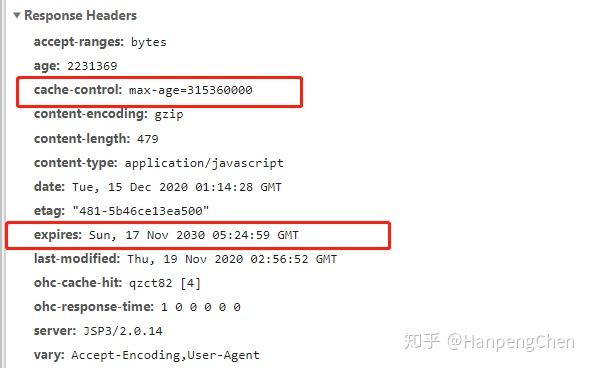 Response Headers
accept-ranges: bytes
age: 2231369
cache-control: max-age=315360000
content-encoding: gzip
content-length: 479
content-type: application/javascript
date: Tue, 15 Dec 2020 01:14:28 GMT
etag: "481-5b46ce13ea500"
expires: Sun, 17 Nov 2030 05:24:59 GMT
last-modified: Thu, 19 Nov 2020 02:56:52 GMT
ohc-cache-hit: qzct82 [4]
ohc-response-time: 1 0 0 0 0 0
server: JSP3/2.0.14
vary: Accept-Encoding,User-Agent
知乎 @HanpengChen